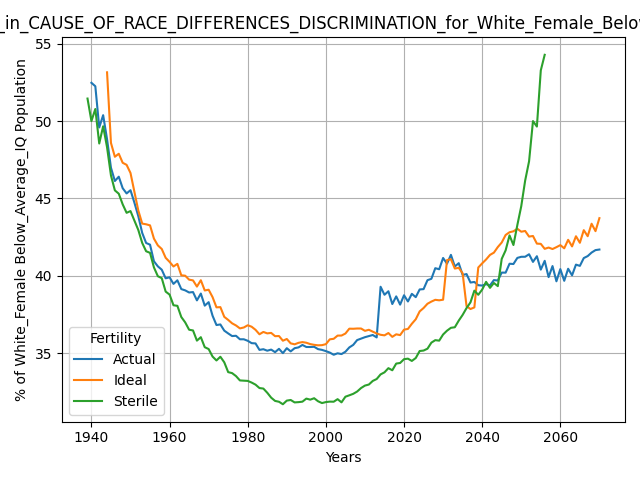 _in_CAUSE_OF_RACE_DIFFERENCES_DISCRIMINATION_for_White_Female_Below
% of White_Female Below_Average_IQ Population
55
50
45
40
35
Fertility
Actual
Ideal
Sterile
1940 1960 1980 2000 2020 2040 2060
Years